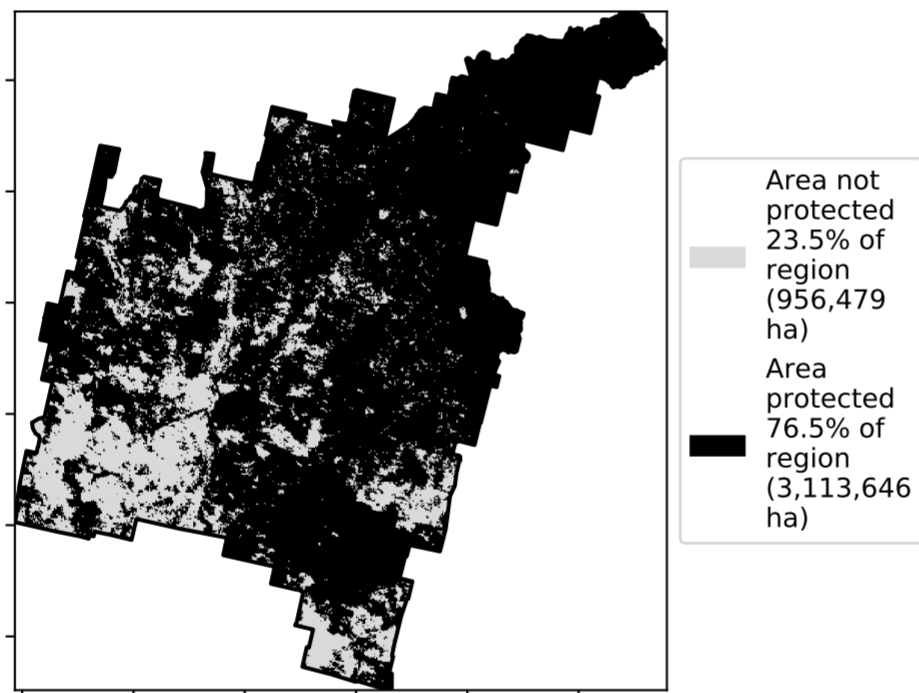 Area not
protected
23.5% of
region
(956,479
ha)
Area
protected
76.5% of
region
(3,113,646
ha)